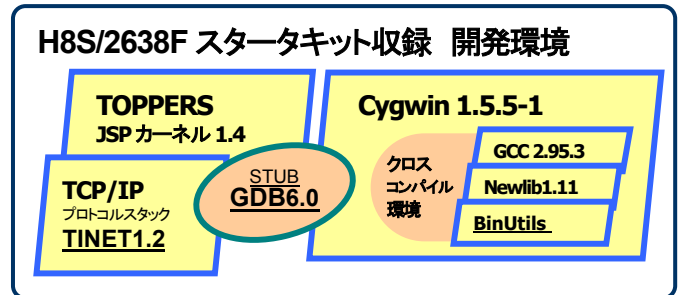 H8S/2638F スタータキット収録 開発環境
TOPPERS
JSP カーネル 1.4
TCP/IP
プロトコルスタック
TINET1.2
STUB
GDB6.0
Cygwin 1.5.5-1
クロス
コンパイル
環境
GCC 2.95.3
Newlib1.11
BinUtils